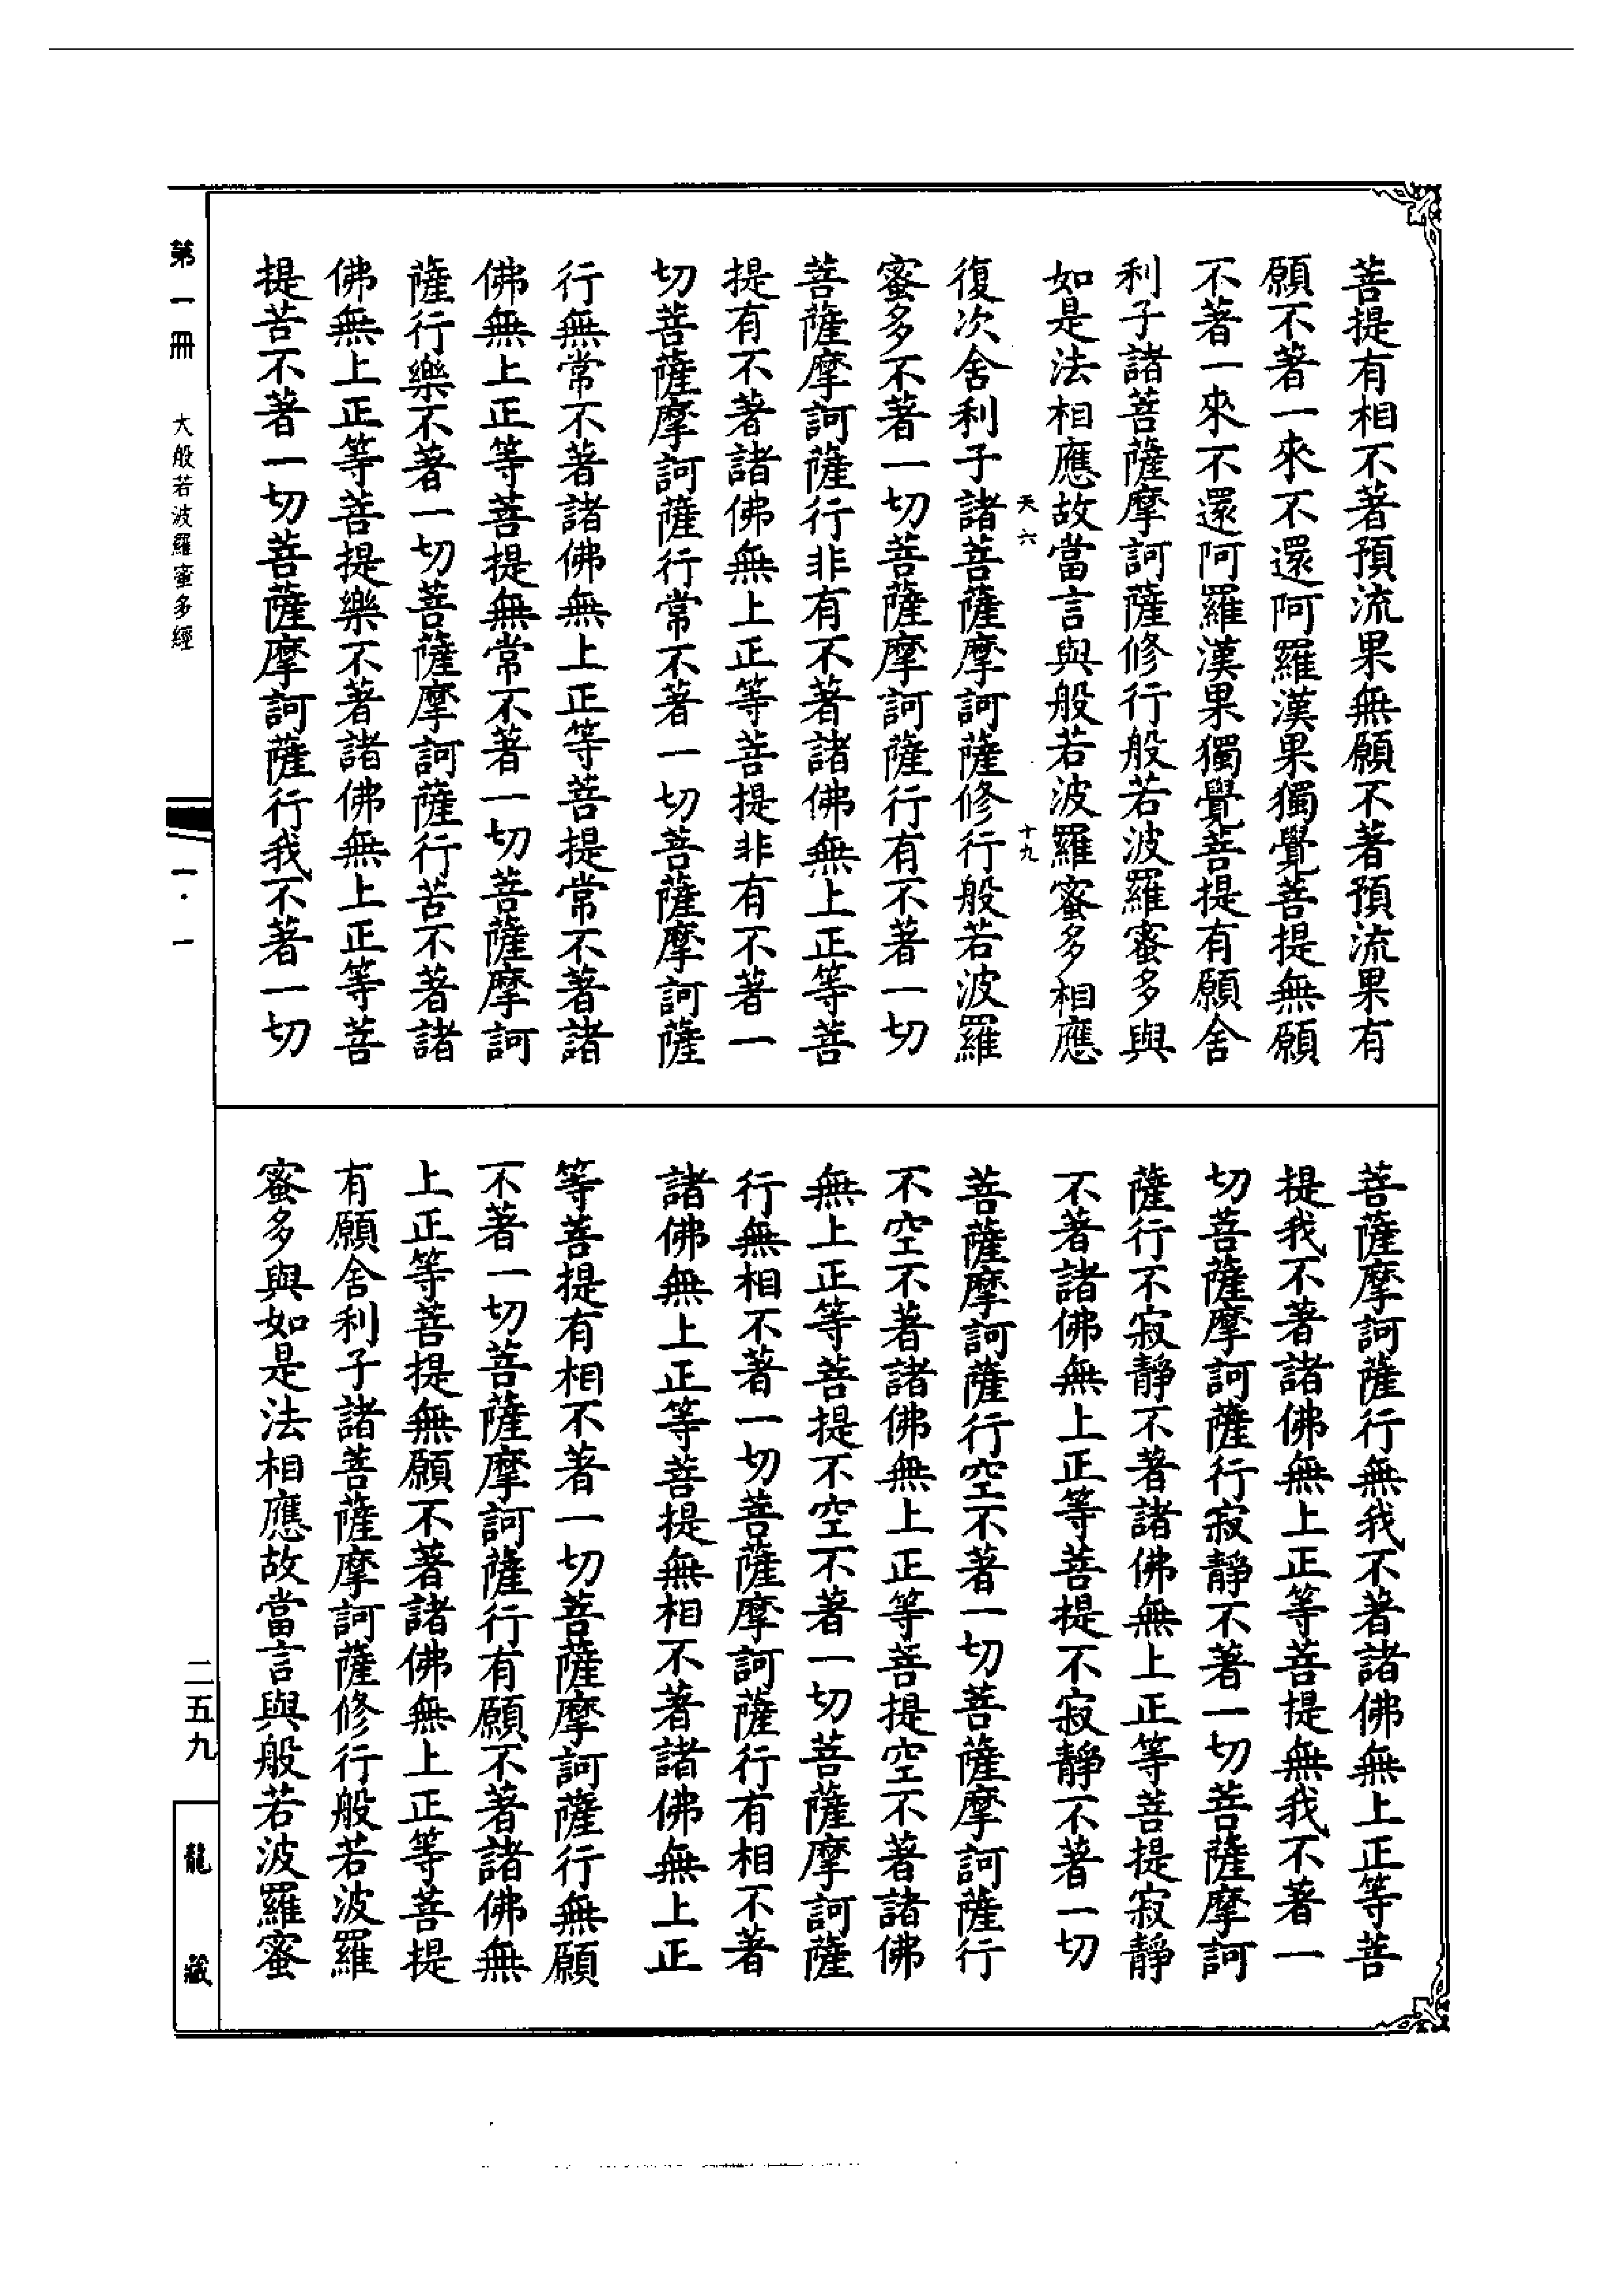 菩提有相不著預流果無願不著預流果有
願不著一來不還阿羅漢果獨覺菩提無願
不著一來不還阿羅漢果獨覺菩提有願舍
利子諸菩薩摩訶薩修行般若波羅蜜多與
如是法相應故當言與般若波羅蜜多相應
天六
十九
復次舍利子諸菩薩摩訶薩修行般若波羅
蜜多不著一切菩薩摩訶薩行有不著一切
菩薩摩訶薩行非有不著諸佛無上正等菩
提有不著諸佛無上正等菩提非有不著一
切菩薩摩訶薩行常不著一切菩薩摩訶薩
行無常不著諸佛無上正等菩提常不著諸
佛無上正等菩提無常不著一切菩薩摩訶
薩行樂不著一切菩薩摩訶薩行苦不著諸
佛無上正等菩提樂不著諸佛無上正等菩
提苦不著一切菩薩摩訶薩行我不著一切
菩薩摩訶薩行無我不著諸佛無上正等菩
提我不著諸佛無上正等菩提無我不著一
切菩薩摩訶薩行寂靜不著一切菩薩摩訶
薩行不寂靜不著諸佛無上正等菩提寂靜
不著諸佛無上正等菩提不寂靜不著一切
菩薩摩訶薩行空不著一切菩薩摩訶薩行
不空不著諸佛無上正等菩提空不著諸佛
無上正等菩提不空不著一切菩薩摩訶薩
行無相不著一切菩薩摩訶薩行有相不著
諸佛無上正等菩提無相不著諸佛無上正
等菩提有相不著一切菩薩摩訶薩行無願
不著一切菩薩摩訶薩行有願不著諸佛無
上正等菩提無願不著諸佛無上正等菩提
有願舍利子諸菩薩摩訶薩修行般若波羅
蜜多與如是法相應故當言與般若波羅蜜
第一冊
大般若波羅蜜多經
一·一
二五九
龍藏